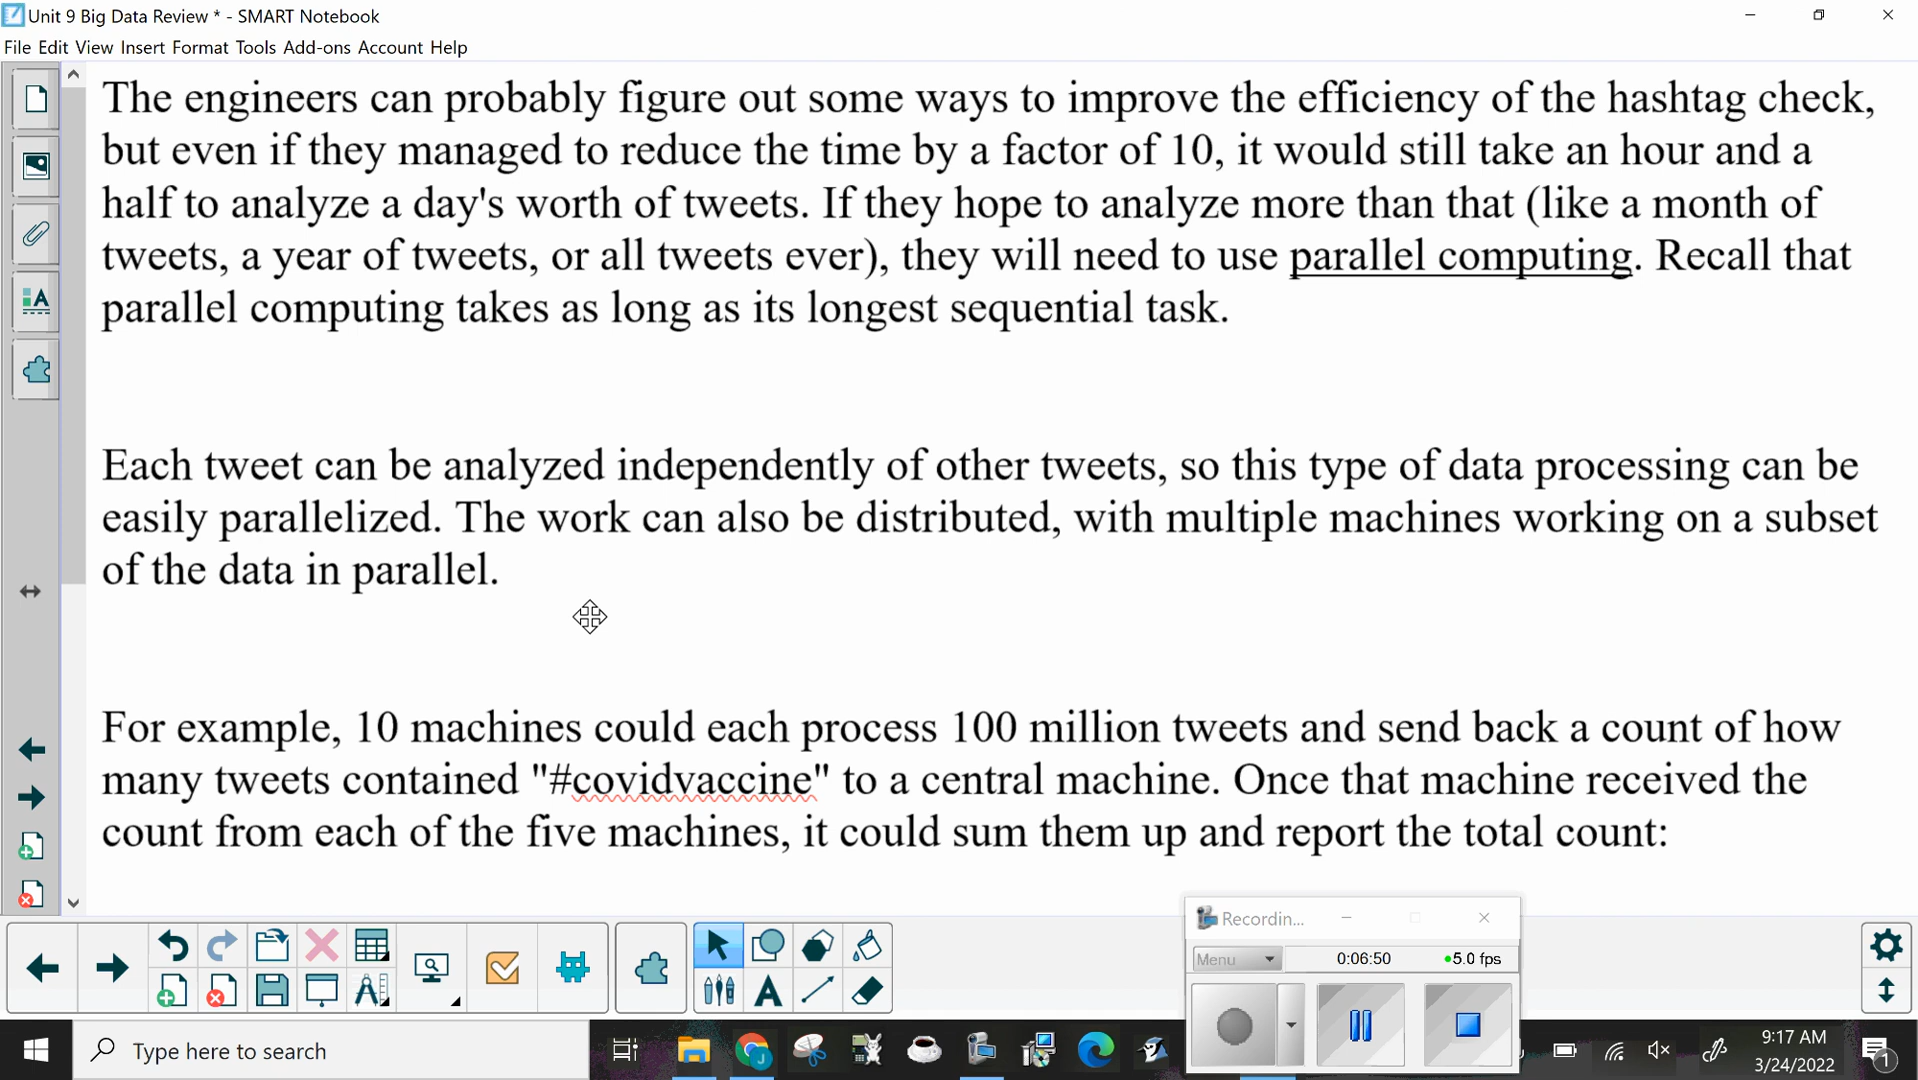 Unit 9 Big Data Review * - SMART Notebook
File Edit View Insert Format Tools Add-ons Account Help
The engineers can probably figure out some ways to improve the efficiency of the hashtag check,
but even if they managed to reduce the time by a factor of 10, it would still take an hour and a
half to analyze a day's worth of tweets. If they hope to analyze more than that (like a month of
tweets, a year of tweets, or all tweets ever), they will need to use parallel computing. Recall that
parallel computing takes as long as its longest sequential task.
Each tweet can be analyzed independently of other tweets, so this type of data processing can be
easily parallelized. The work can also be distributed, with multiple machines working on a subset
of the data in parallel.
For example, 10 machines could each process 100 million tweets and send back a count of how
many tweets contained "#covidvaccine" to a central machine. Once that machine received the
count from each of the five machines, it could sum them up and report the total count:
Recordin...
Menu 0:06:50 5.0 fps
Type here to search
9:17 AM
3/24/2022
1